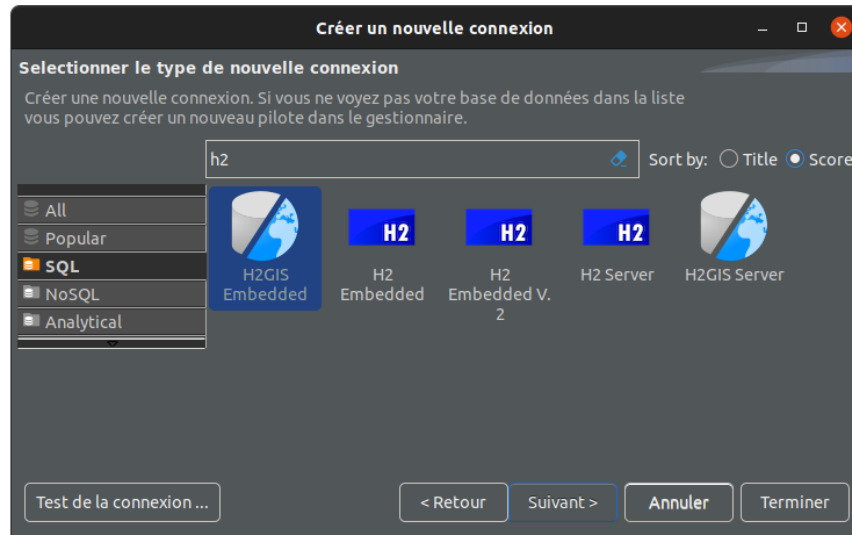 Créer un nouvelle connexion
Selectionner le type de nouvelle connexion
Créer une nouvelle connexion. Si vous ne voyez pas votre base de données dans la liste
vous pouvez créer un nouveau pilote dans le gestionnaire.
h2
Sort by: Title Score
All
Popular
SQL
NoSQL
Analytical
H2GIS
Embedded
H2
H2
Embedded
H2
H2
Embedded V.
2
H2
H2 Server
H2GIS Server
Test de la connexion ...
< Retour
Suivant >
Annuler
Terminer